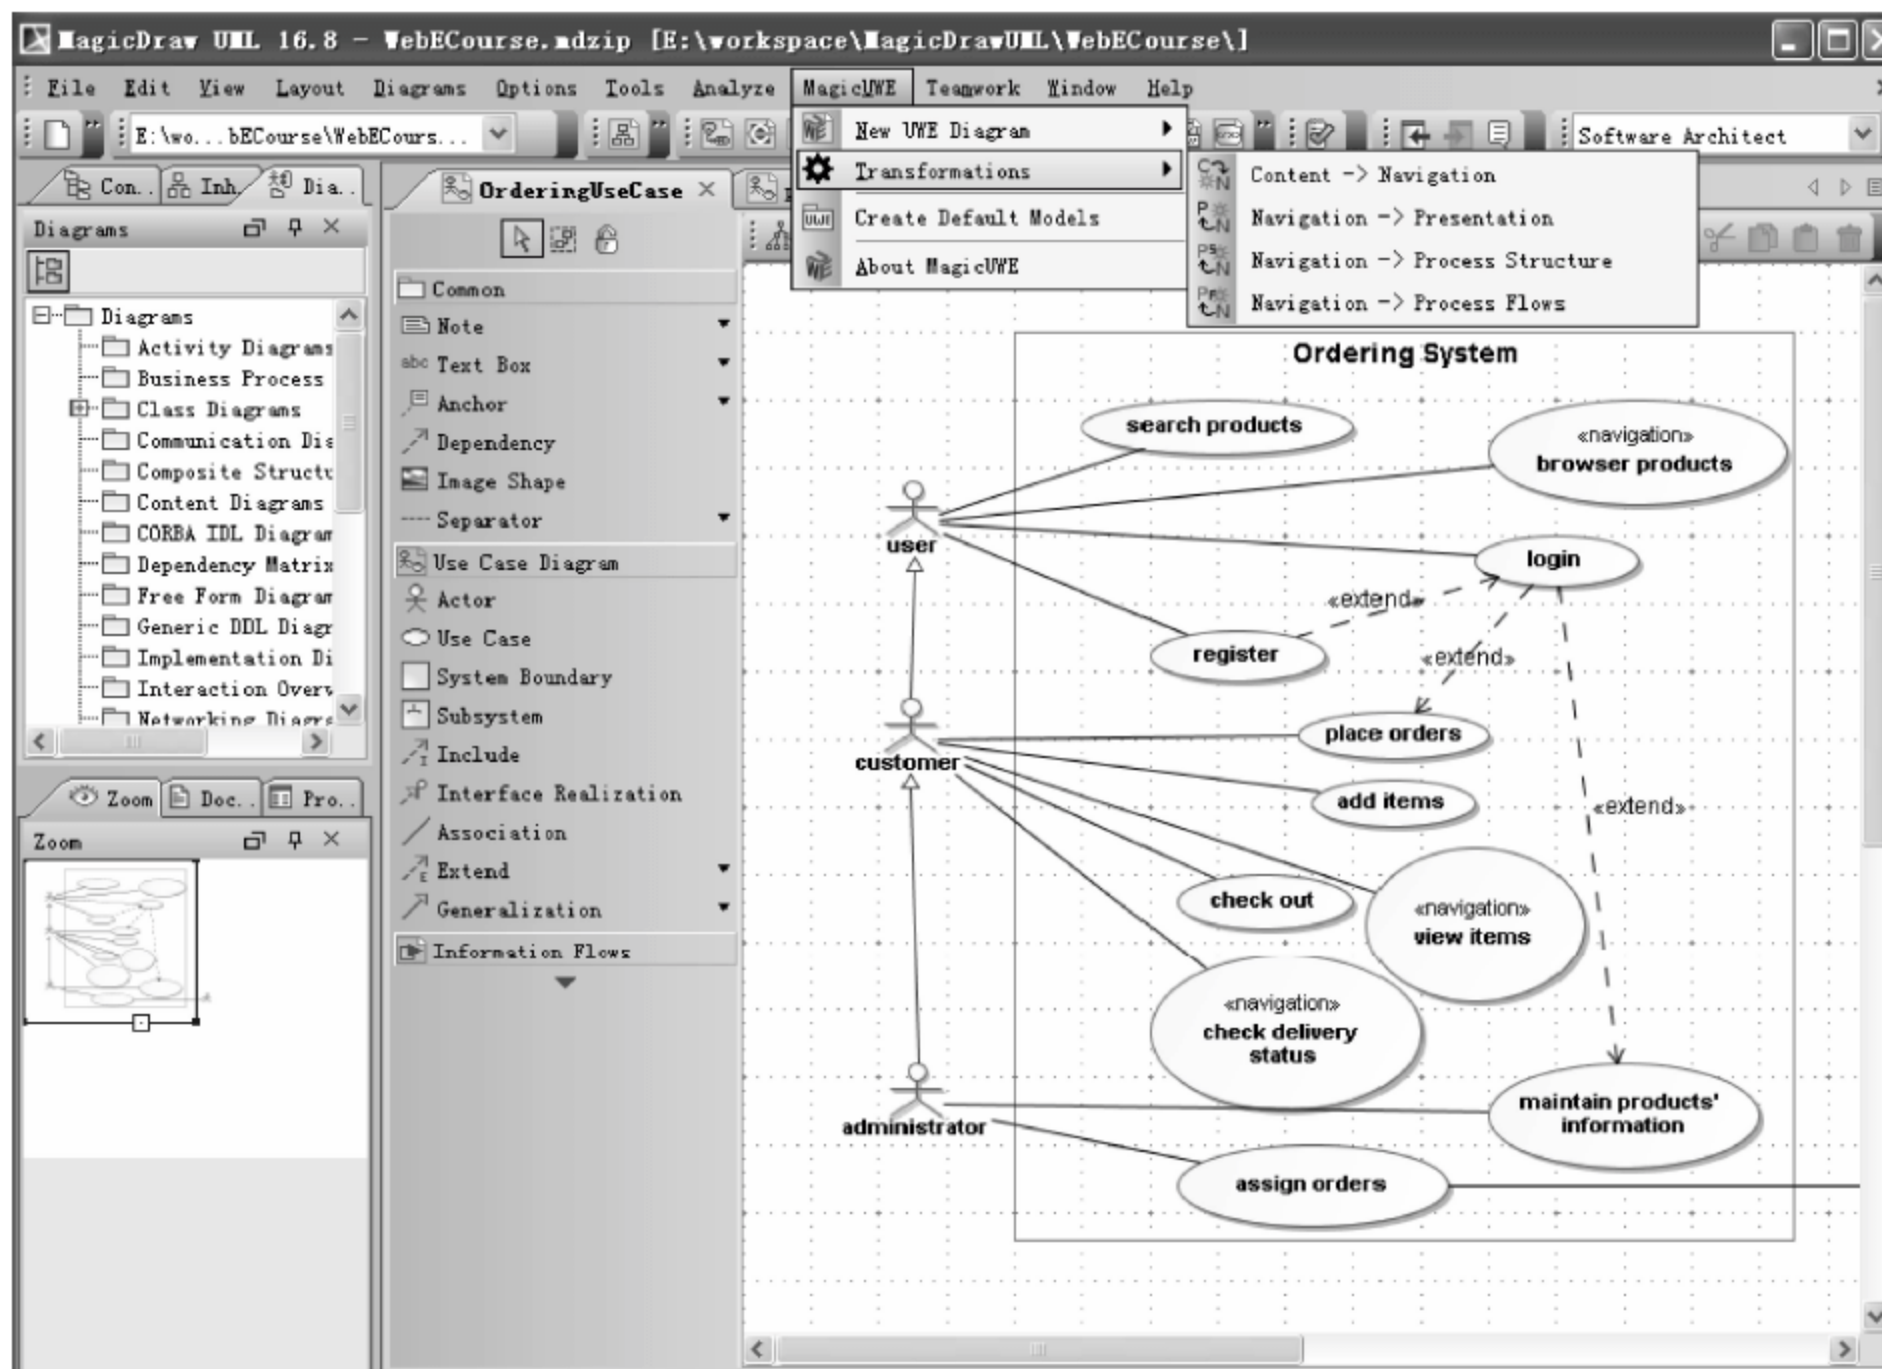 MagicDraw UML 16.8 - WebECourse.mdzip [E:\workspace\MagicDrawUML\WebECourse\]
File Edit View Layout Diagrams Options Tools Analyze MagicUWE Teamwork Window Help
E:\wo...bECourse\WebECours...
Software Architect
New UWE Diagram
Transformations
Create Default Models
About MagicUWE
Content -> Navigation
Navigation -> Presentation
Navigation -> Process Structure
Navigation -> Process Flows
Con.. Inh Dia..
Diagrams
Diagrams
Activity Diagrams
Business Process
Class Diagrams
Communication Dia
Composite Structu
Content Diagrams
CORBA IDL Diagram
Dependency Matrix
Free Form Diagram
Generic DDL Diagr
Implementation Di
Interaction Overv
Networking Diagra
Zoom Doc.. Pro..
Zoom
OrderingUseCase
Common
Note
abc Text Box
Anchor
Dependency
Image Shape
Separator
Use Case Diagram
Actor
Use Case
System Boundary
Subsystem
Include
Interface Realization
Association
Extend
Generalization
Information Flows
Ordering System
search products
«navigation»
browser products
user
login
«extend»
register
«extend»
place orders
customer
add items
«extend»
check out
«navigation»
view items
«navigation»
check delivery
status
administrator
maintain products'
information
assign orders